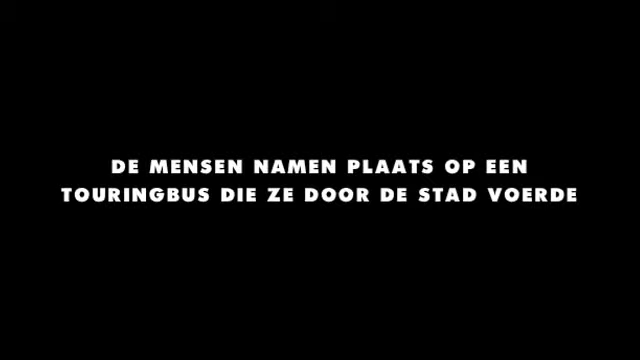 DE MENSEN NAMEN PLAATS OP EEN
TOURINGBUS DIE ZE DOOR DE STAD VOERDE